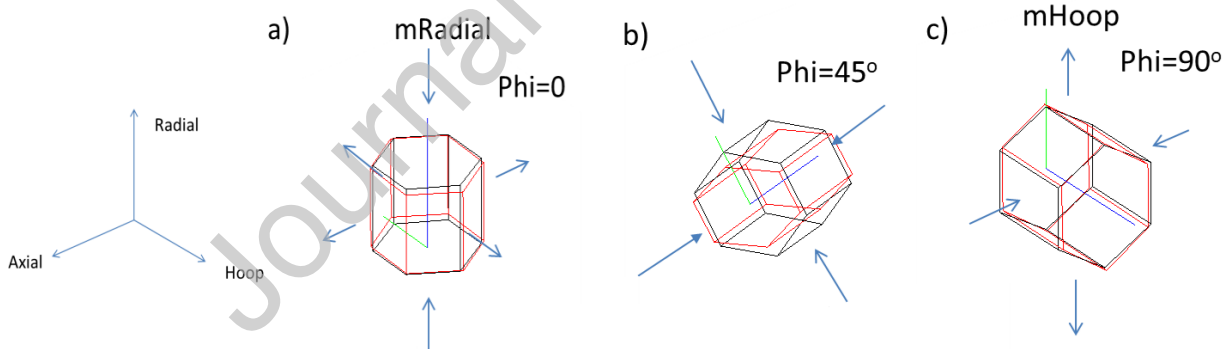 a)
mRadial
Phi=0
b)
Phi=45°
c)
mHoop
Phi=90°
Radial
Axial
Hoop
Journal